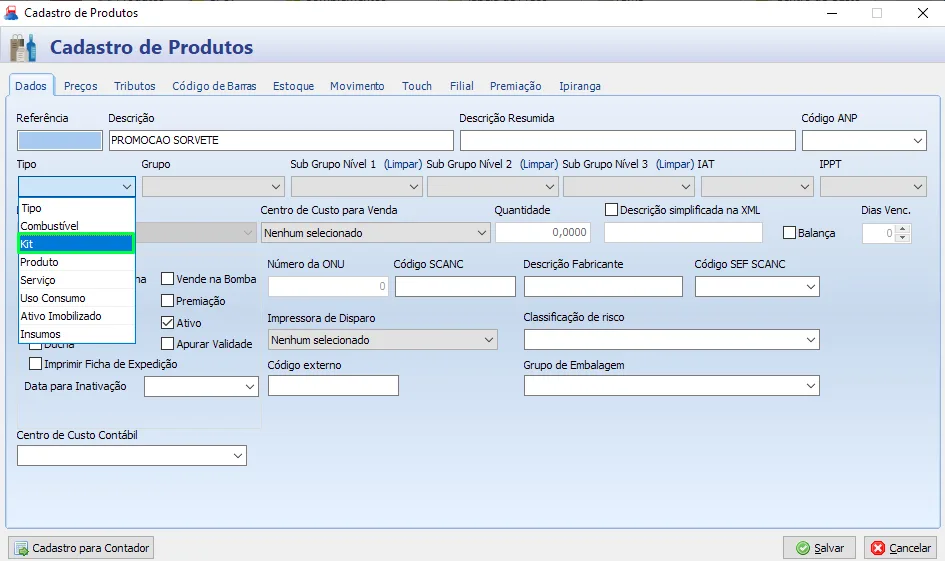 Cadastro de Produtos
Cadastro de Produtos
Dados Preços Tributos Código de Barras Estoque Movimento Touch Filial Premiação Ipiranga
Referência Descrição Descrição Resumida Código ANP
PROMOCAO SORVETE
Tipo Grupo Sub Grupo Nível 1 (Limpar) Sub Grupo Nível 2 (Limpar) Sub Grupo Nível 3 (Limpar) IAT IPPT
Tipo
Combustível
Kit
Produto
Serviço
Uso Consumo
Ativo Imobilizado
Insumos
Centro de Custo para Venda Quantidade Descrição simplificada na XML Dias Venc.
Nenhum selecionado 0,0000 Balança 0
Vende na Bomba
Premiação
Ativo
Ducha Apurar Validade
Imprimir Ficha de Expedição
Data para Inativação
Número da ONU Código SCANC Descrição Fabricante Código SEF SCANC
0
Impressora de Disparo Classificação de risco
Nenhum selecionado
Código externo Grupo de Embalagem
Centro de Custo Contábil
Cadastro para Contador Salvar Cancelar